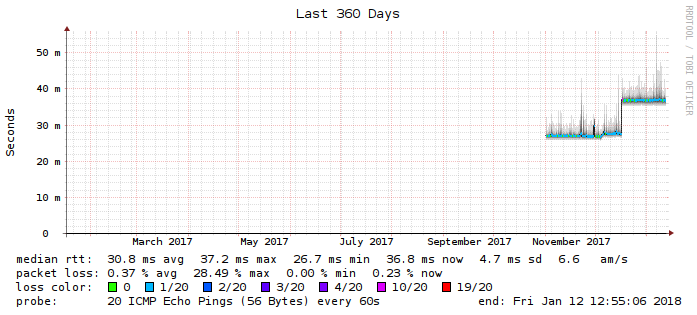 Last 360 Days
RRDTOOL / TOBI OETIKER
Seconds
50 m
40 m
30 m
20 m
10 m
0
March 2017 May 2017 July 2017 September 2017 November 2017
median rtt: 30.8 ms avg 37.2 ms max 26.7 ms min 36.8 ms now 4.7 ms sd 6.6 am/s
packet loss: 0.37 % avg 28.49 % max 0.00 % min 0.23 % now
loss color: 0 1/20 2/20 3/20 4/20 10/20 19/20
probe: 20 ICMP Echo Pings (56 Bytes) every 60s end: Fri Jan 12 12:55:06 2018